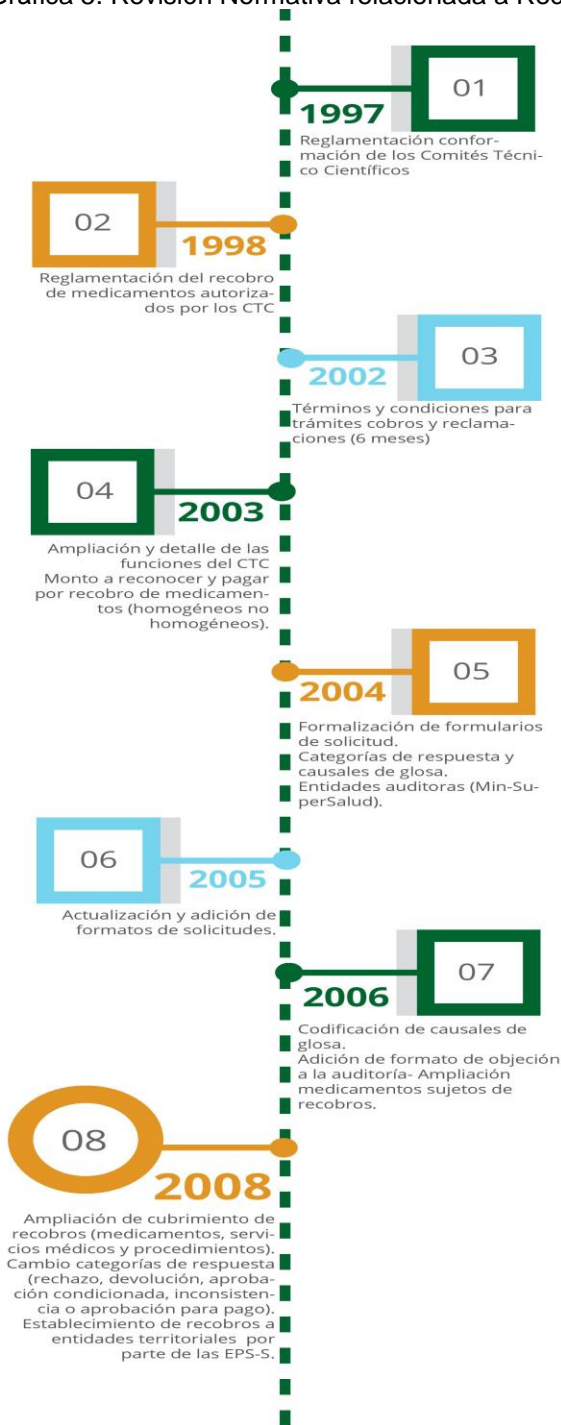 Gráfica 3. Revisión Normativa relacionada a
01
1997
Reglamentación confor-
mación de los Comités Técni-
co Científicos
02
1998
Reglamentación del recobro
de medicamentos autoriza-
dos por los CTC
03
2002
Términos y condiciones para
trámites cobros y reclama-
ciones (6 meses)
04
2003
Ampliación y detalle de las
funciones del CTC
Monto a reconocer y pagar
por recobro de medicamen-
tos (homogéneos no
homogéneos).
05
2004
Formalización de formularios
de solicitud.
Categorías de respuesta y
causales de glosa.
Entidades auditoras (Min-Su-
perSalud).
06
2005
Actualización y adición de
formatos de solicitudes.
07
2006
Codificación de causales de
glosa.
Adición de formato de objeción
a la auditoría- Ampliación
medicamentos sujetos de
recobros.
08
2008
Ampliación de cubrimiento de
recobros (medicamentos, servi-
cios médicos y procedimientos).
Cambio categorías de respuesta
(rechazo, devolución, aproba-
ción condicionada, inconsisten-
cia o aprobación para pago).
Establecimiento de recobros a
entidades territoriales por
parte de las EPS-S.